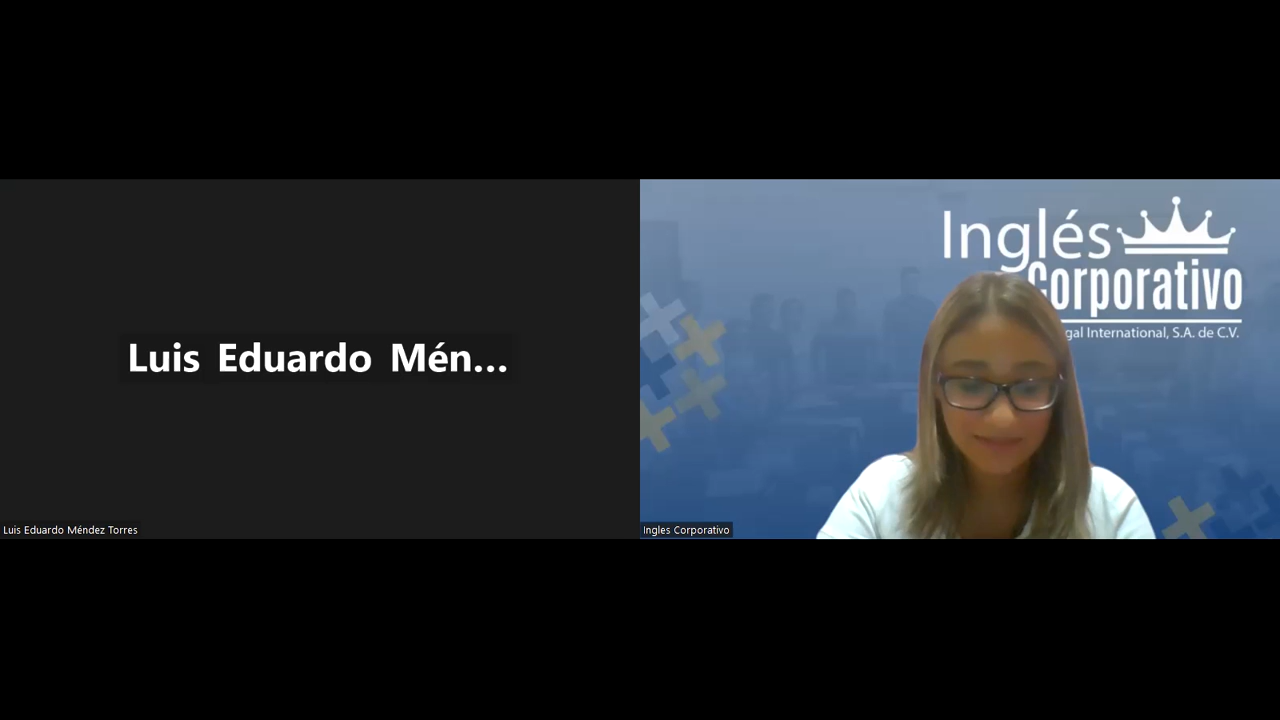 Luis Eduardo Mén...
Luis Eduardo Méndez Torres
Inglés
Corporativo
gal International, S.A. de C.V.
Ingles Corporativo